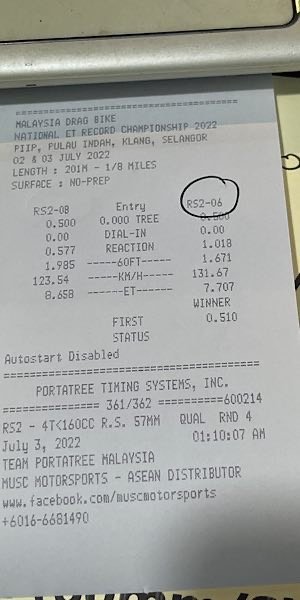 MALAYSIA DRAG BIKE
NATIONAL ET RECORD CHAMPIONSHIP 2022
PIIP, PULAU INDAH, KLANG, SELANGOR
02 & 03 JULY 2022
LENGTH : 201M - 1/8 MILES
SURFACE : NO-PREP
RS2-08 Entry RS2-06
0.500 0.000 TREE 0.500
0.00 DIAL-IN 0.00
0.577 REACTION 1.018
1.985 -----60FT----- 1.671
123.54 -----KM/H----- 131.67
8.658 ------ET------ 7.707
WINNER
FIRST 0.510
STATUS
Autostart Disabled
PORTATREE TIMING SYSTEMS, INC.
=============== 361/362 ==========600214
RS2 - 4T<160CC R.S. 57MM QUAL RND 4
July 3, 2022 01:10:07 AM
TEAM PORTATREE MALAYSIA
MUSC MOTORSPORTS - ASEAN DISTRIBUTOR
www.facebook.com/muscmotorsports
+6016-6681490